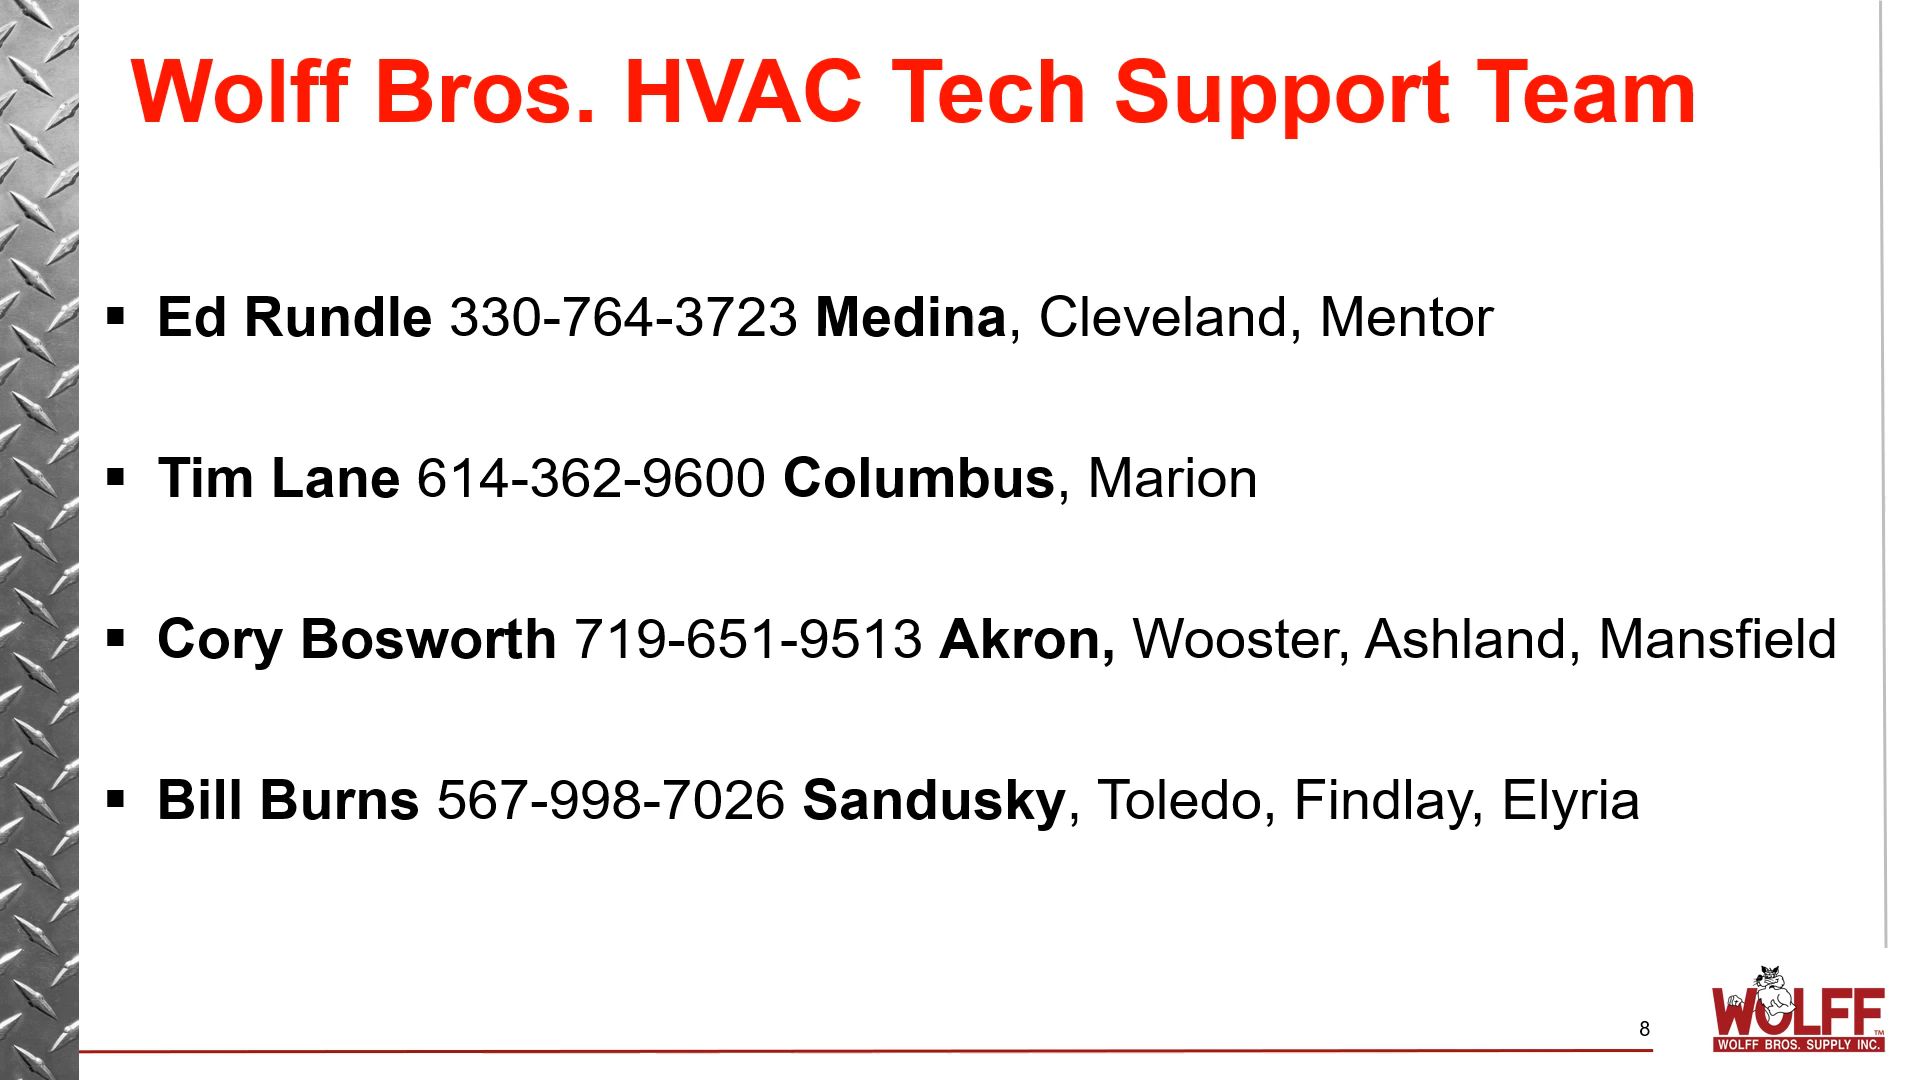 Wolff Bros. HVAC Tech Support Team
▪ Ed Rundle 330-764-3723 Medina, Cleveland, Mentor
▪ Tim Lane 614-362-9600 Columbus, Marion
▪ Cory Bosworth 719-651-9513 Akron, Wooster, Ashland, Mansfield
▪ Bill Burns 567-998-7026 Sandusky, Toledo, Findlay, Elyria
8
WOLFF™
WOLFF BROS. SUPPLY INC.